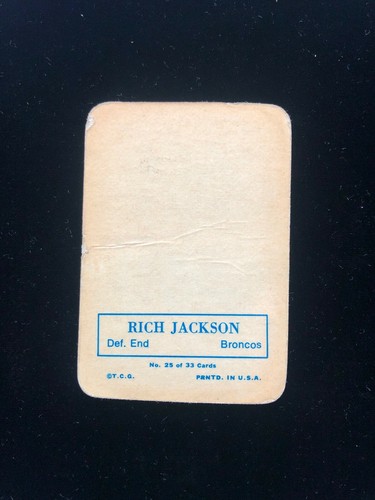 RICH JACKSON
Def. End Broncos
No. 25 of 33 Cards
©T.C.G. PRNTD. IN U.S.A.